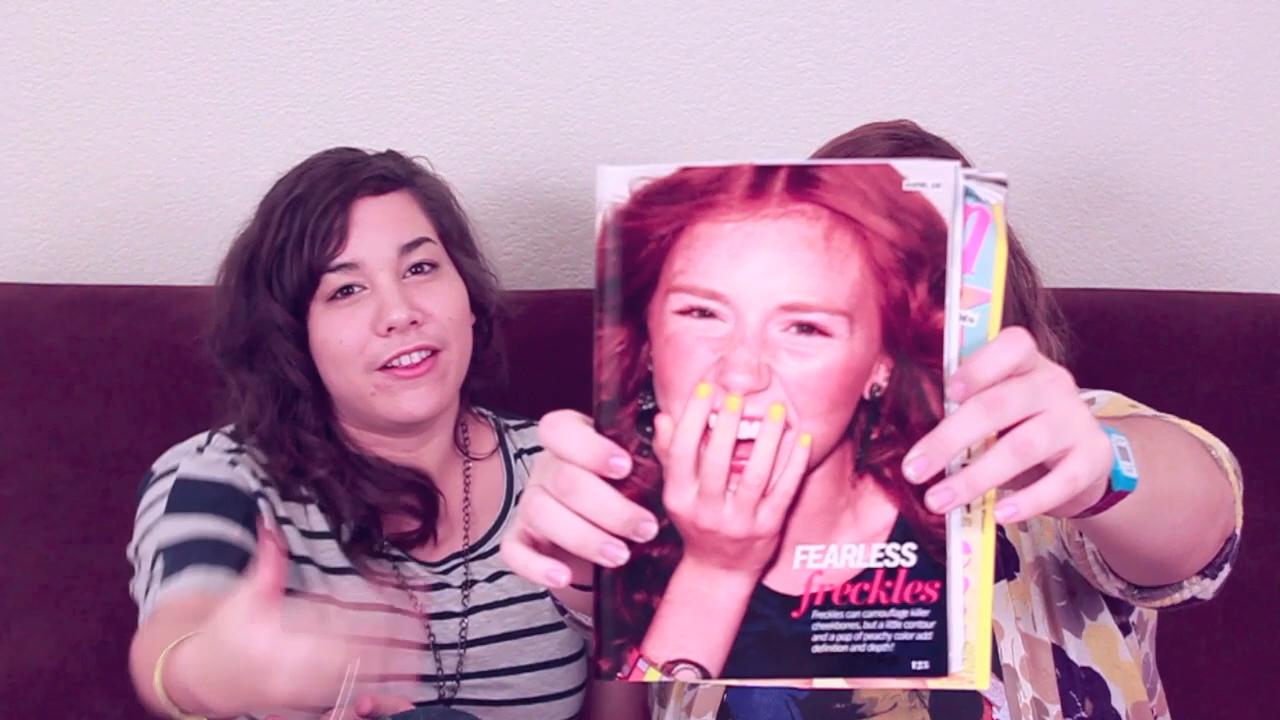 FEARLESS
freckles
Freckles can camouflage killer
cheekbones, but a little contour
and a pop of peachy color add
definition and depth!
125